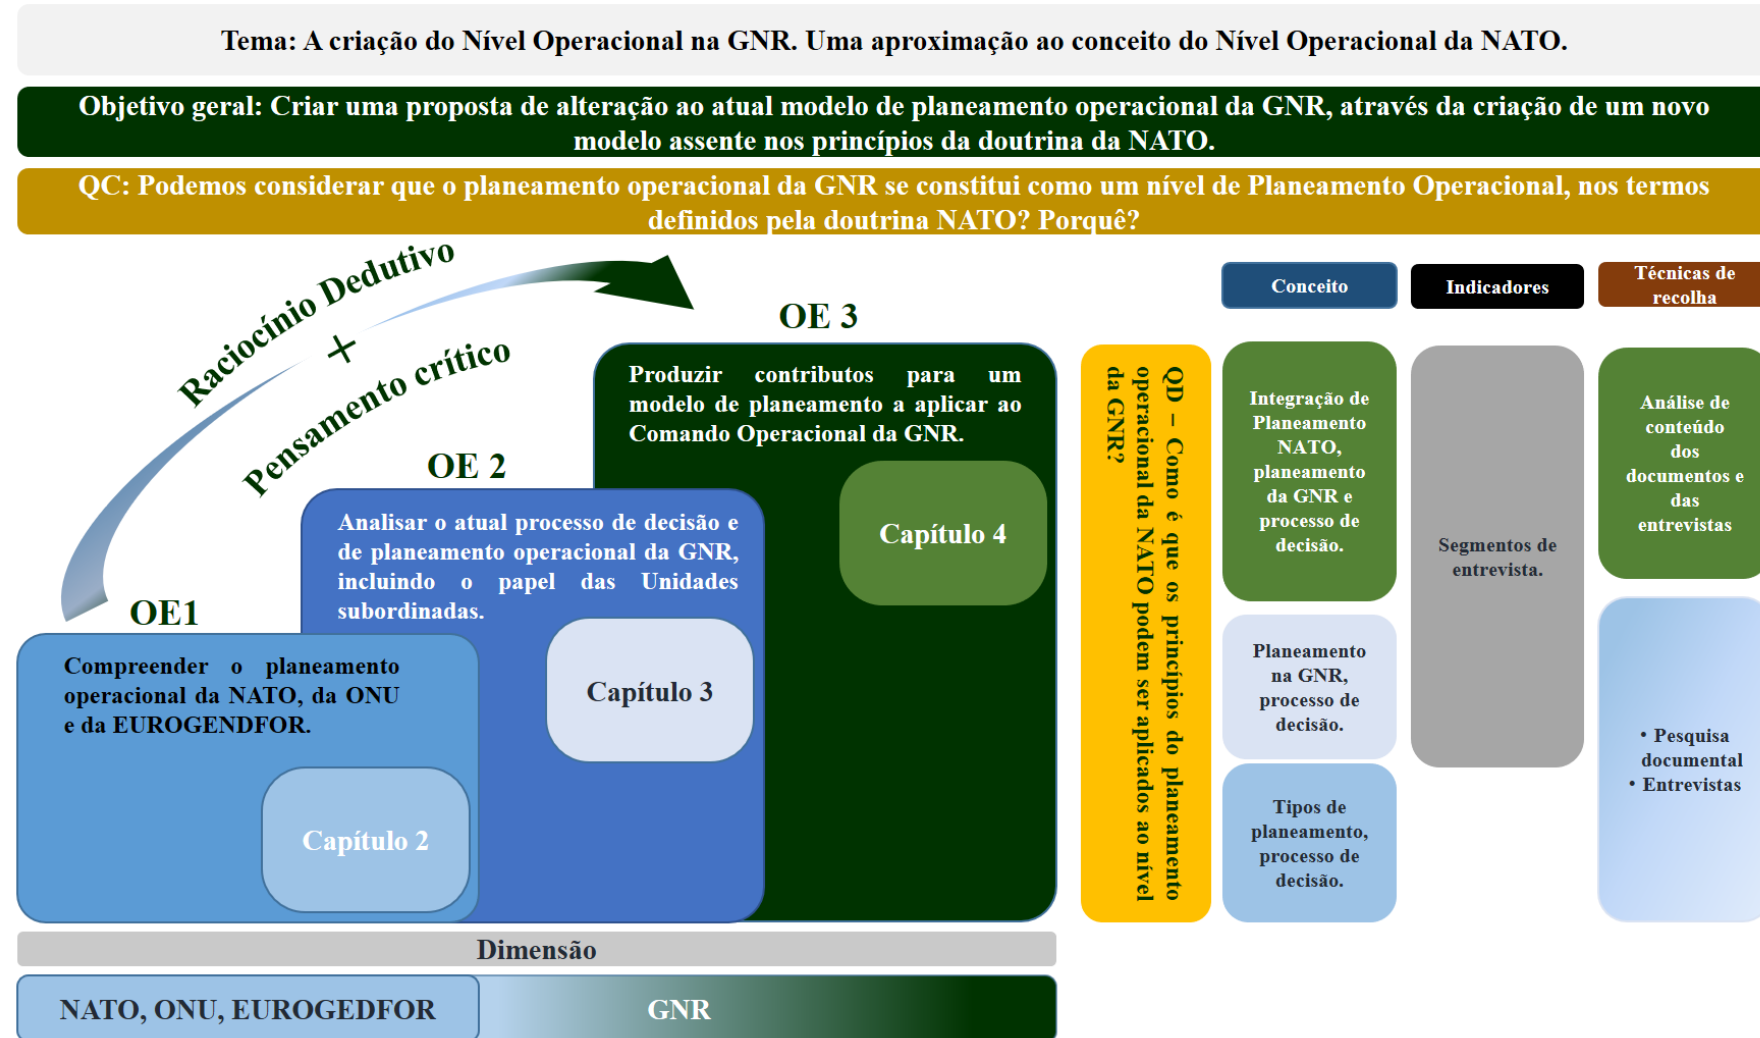 Tema: A criação do Nível Operacional na GNR. Uma aproximação ao conceito do Nível Operacional da NATO.
Objetivo geral: Criar uma proposta de alteração ao atual modelo de planeamento operacional da GNR, através da criação de um novo
modelo assente nos princípios da doutrina da NATO.
QC: Podemos considerar que o planeamento operacional da GNR se constitui como um nível de Planeamento Operacional, nos termos
definidos pela doutrina NATO? Porquê?
Raciocínio Dedutivo
+
Pensamento crítico
OE1
Compreender o planeamento
operacional da NATO, da ONU
e da EUROGENDFOR.
Capítulo 2
OE 2
Analisar o atual processo de decisão e
de planeamento operacional da GNR,
incluindo o papel das Unidades
subordinadas.
Capítulo 3
OE 3
Produzir contributos para um
modelo de planeamento a aplicar ao
Comando Operacional da GNR.
Capítulo 4
QD – Como é que os princípios do planeamento
operacional da NATO podem ser aplicados ao nível
da GNR?
Conceito
Integração de
Planeamento
NATO,
planeamento
da GNR e
processo de
decisão.
Planeamento
na GNR,
processo de
decisão.
Tipos de
planeamento,
processo de
decisão.
Indicadores
Segmentos de
entrevista.
Técnicas de
recolha
Análise de
conteúdo
dos
documentos e
das
entrevistas
• Pesquisa
documental
• Entrevistas
Dimensão
NATO, ONU, EUROGEDFOR
GNR